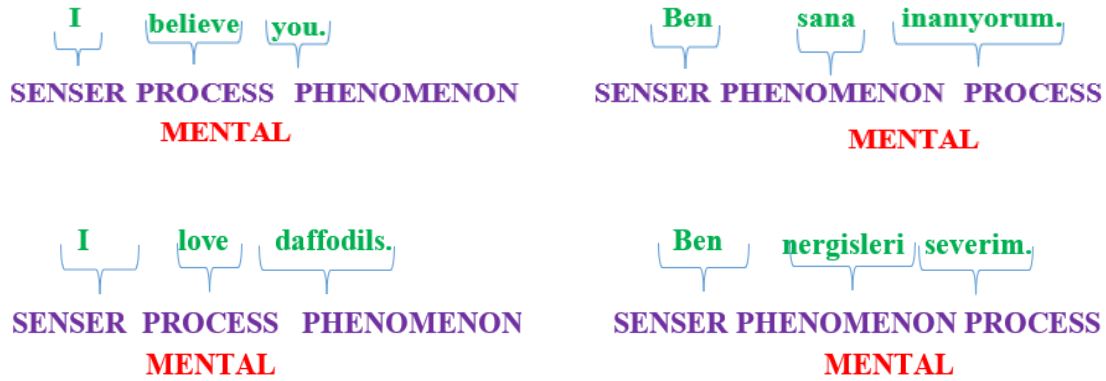 I believe you.
SENSER PROCESS PHENOMENON
MENTAL
Ben sana inanıyorum.
SENSER PHENOMENON PROCESS
MENTAL
I love daffodils.
SENSER PROCESS PHENOMENON
MENTAL
Ben nergisleri severim.
SENSER PHENOMENON PROCESS
MENTAL